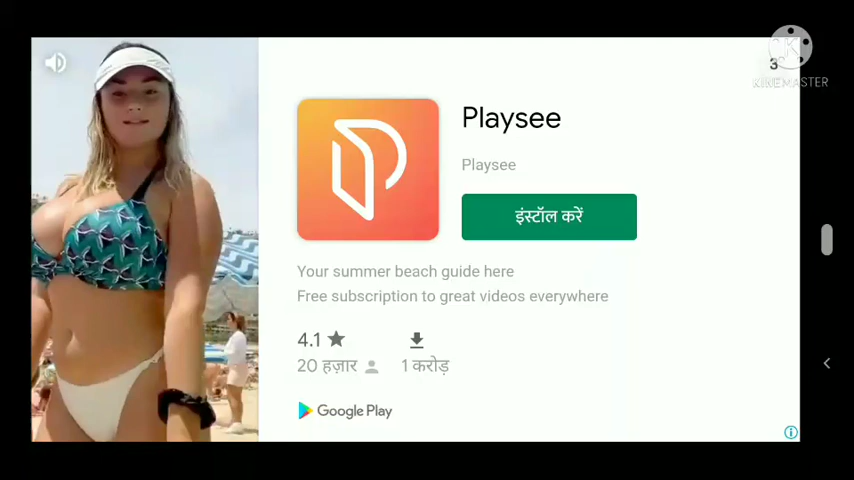 3
KINEMASTER
Playsee
Playsee
इंस्टॉल करें
Your summer beach guide here
Free subscription to great videos everywhere
4.1
20 हज़ार 1 करोड़
Google Play